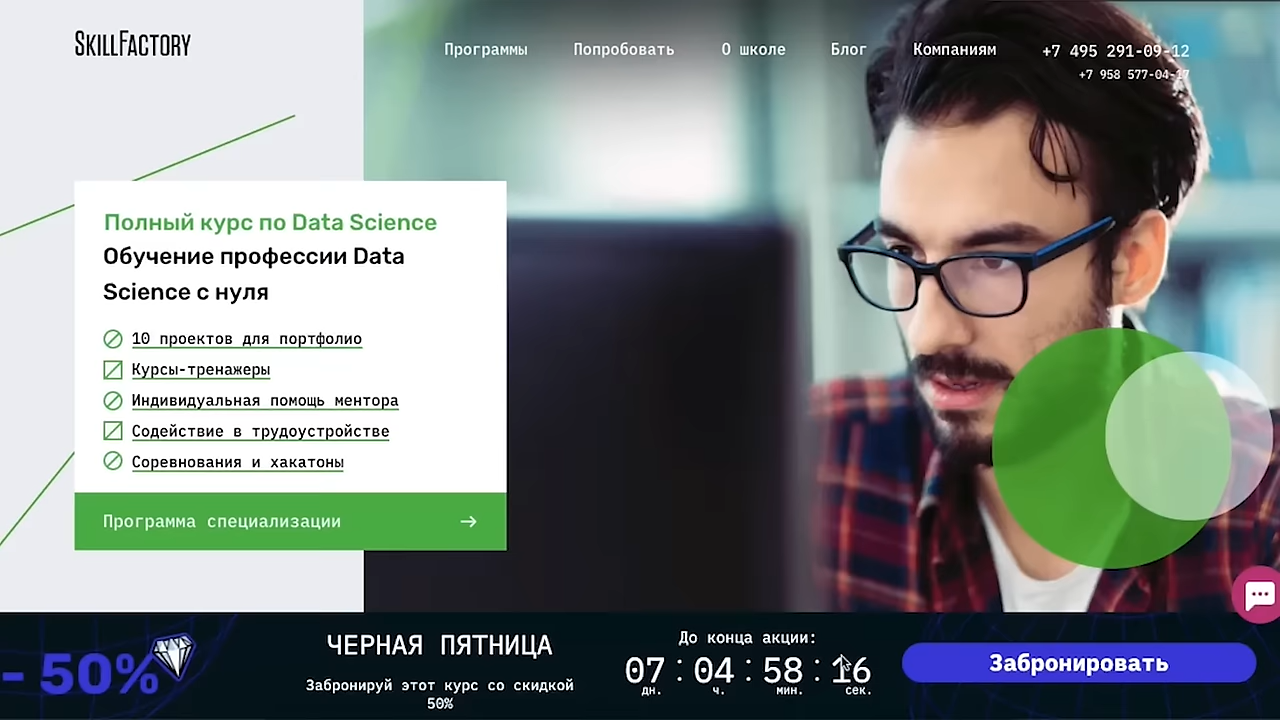 SKILLFACTORY
Программы Попробовать О школе Блог Компаниям +7 495 291-09-12
+7 958 577-04-17
Полный курс по Data Science
Обучение профессии Data
Science с нуля
10 проектов для портфолио
Курсы-тренажеры
Индивидуальная помощь ментора
Содействие в трудоустройстве
Соревнования и хакатоны
Программа специализации →
- 50%
ЧЕРНАЯ ПЯТНИЦА
Забронируй этот курс со скидкой
50%
До конца акции:
07 : 04 : 58 : 16
дн. ч. мин. сек.
Забронировать